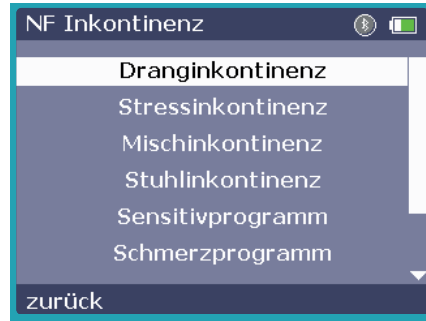 NF Inkontinenz
Dranginkontinenz
Stressinkontinenz
Mischinkontinenz
Stuhlinkontinenz
Sensitivprogramm
Schmerzprogramm
zurück